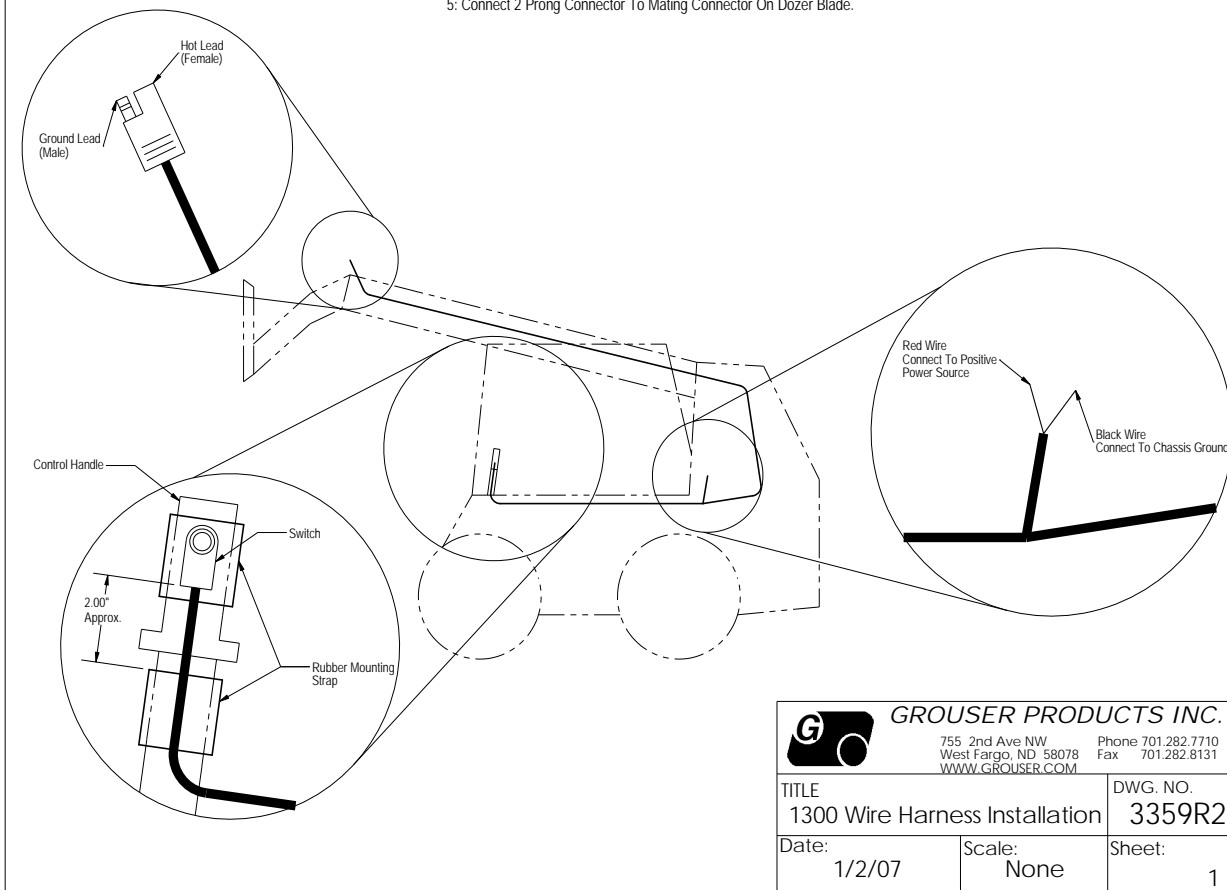 5: Connect 2 Prong Connector To Mating Connector On Dozer Blade.
Hot Lead
(Female)
Ground Lead
(Male)
Red Wire
Connect To Positive
Power Source
Black Wire
Connect To Chassis Ground
Control Handle
Switch
2.00"
Approx.
Rubber Mounting
Strap
G
GROUSER PRODUCTS INC.
755 2nd Ave NW
West Fargo, ND 58078
WWW.GROUSER.COM
Phone 701.282.7710
Fax 701.282.8131
TITLE
1300 Wire Harness Installation
DWG. NO.
3359R2
Date:
1/2/07
Scale:
None
Sheet:
1